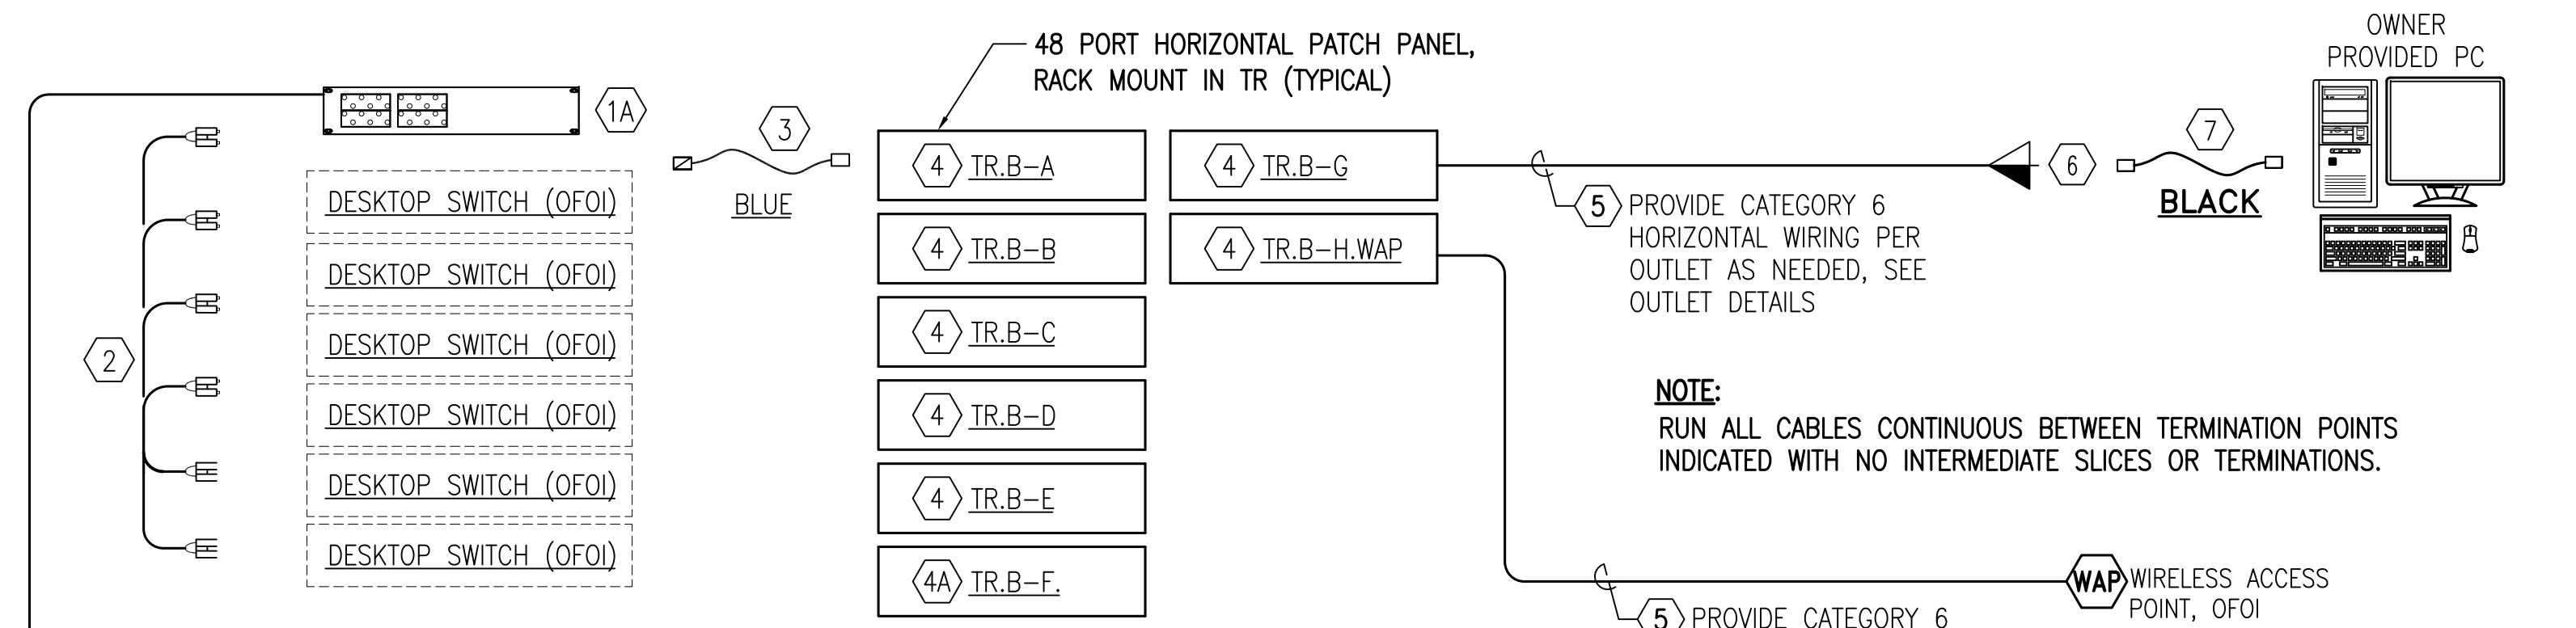 OWNER
PROVIDED PC
48 PORT HORIZONTAL PATCH PANEL,
RACK MOUNT IN TR (TYPICAL)
1A
3
BLUE
2
DESKTOP SWITCH (OFOI)
DESKTOP SWITCH (OFOI)
DESKTOP SWITCH (OFOI)
DESKTOP SWITCH (OFOI)
DESKTOP SWITCH (OFOI)
DESKTOP SWITCH (OFOI)
4 TR.B-A
4 TR.B-B
4 TR.B-C
4 TR.B-D
4 TR.B-E
4A TR.B-F.
4 TR.B-G
4 TR.B-H.WAP
5 PROVIDE CATEGORY 6
HORIZONTAL WIRING PER
OUTLET AS NEEDED, SEE
OUTLET DETAILS
6
7
BLACK
NOTE:
RUN ALL CABLES CONTINUOUS BETWEEN TERMINATION POINTS
INDICATED WITH NO INTERMEDIATE SLICES OR TERMINATIONS.
WAP WIRELESS ACCESS
POINT, OFOI
5 PROVIDE CATEGORY 6